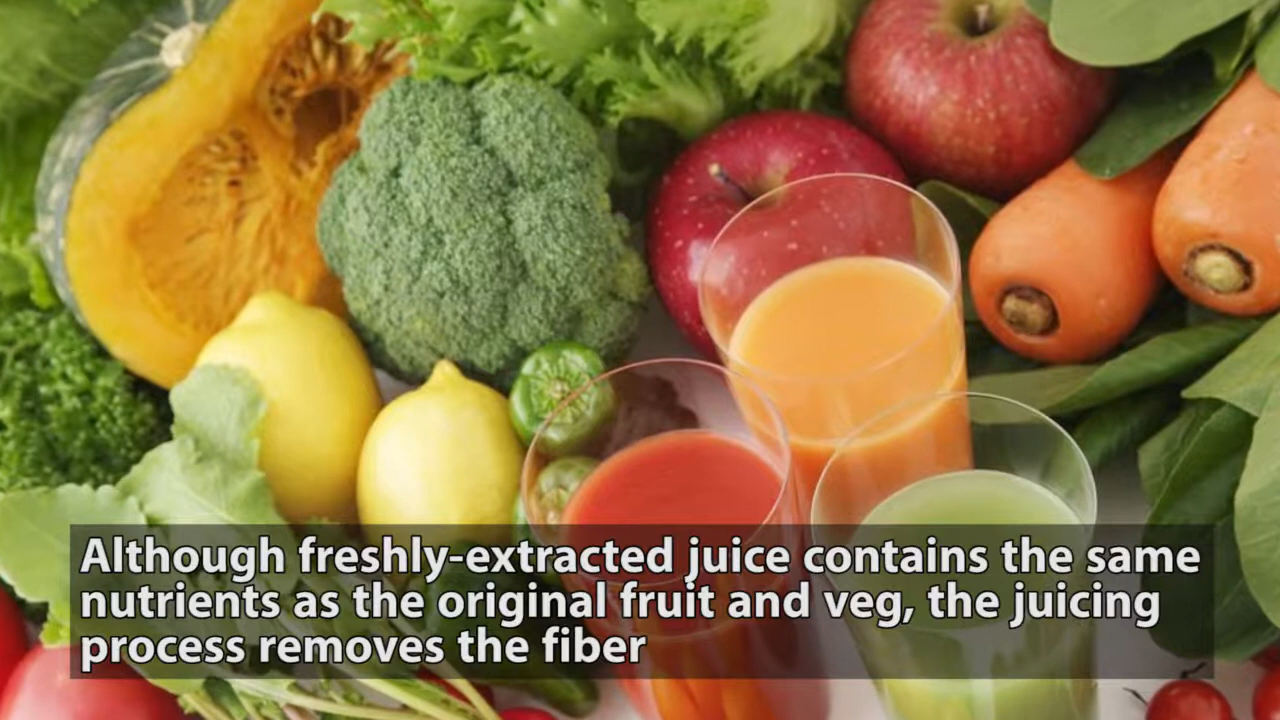 Although freshly-extracted juice contains the same
nutrients as the original fruit and veg, the juicing
process removes the fiber